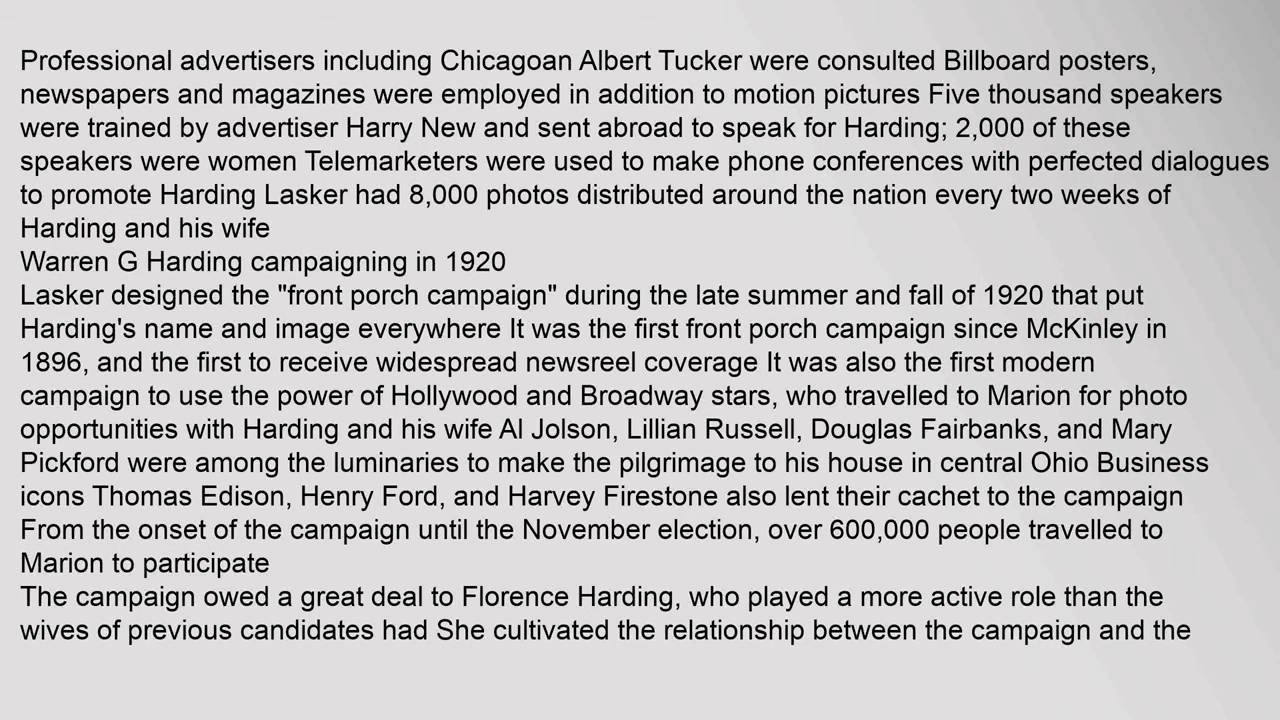 Professional advertisers including Chicagoan Albert Tucker were consulted Billboard posters,
newspapers and magazines were employed in addition to motion pictures Five thousand speakers
were trained by advertiser Harry New and sent abroad to speak for Harding; 2,000 of these
speakers were women Telemarketers were used to make phone conferences with perfected dialogues
to promote Harding Lasker had 8,000 photos distributed around the nation every two weeks of
Harding and his wife
Warren G Harding campaigning in 1920
Lasker designed the "front porch campaign" during the late summer and fall of 1920 that put
Harding's name and image everywhere It was the first front porch campaign since McKinley in
1896, and the first to receive widespread newsreel coverage It was also the first modern
campaign to use the power of Hollywood and Broadway stars, who travelled to Marion for photo
opportunities with Harding and his wife Al Jolson, Lillian Russell, Douglas Fairbanks, and Mary
Pickford were among the luminaries to make the pilgrimage to his house in central Ohio Business
icons Thomas Edison, Henry Ford, and Harvey Firestone also lent their cachet to the campaign
From the onset of the campaign until the November election, over 600,000 people travelled to
Marion to participate
The campaign owed a great deal to Florence Harding, who played a more active role than the
wives of previous candidates had She cultivated the relationship between the campaign and the